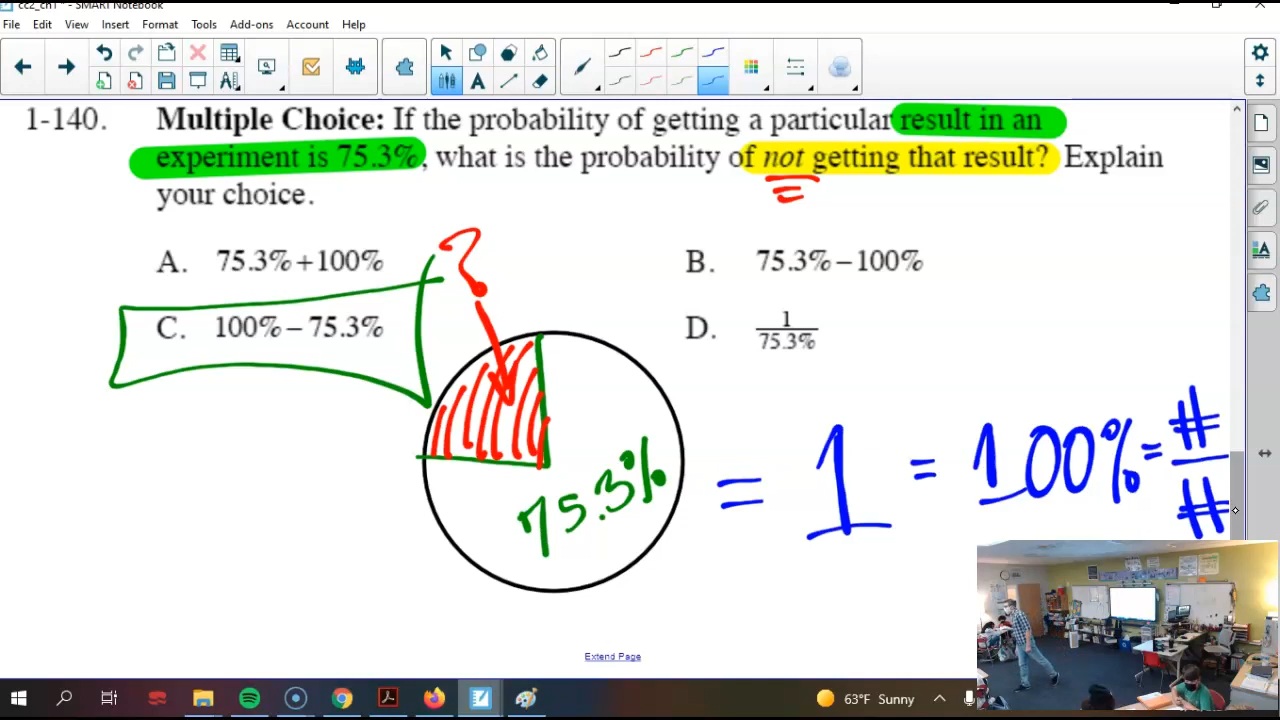 cc2_ch1 * - SMART Notebook
File Edit View Insert Format Tools Add-ons Account Help
1-140. Multiple Choice: If the probability of getting a particular result in an
experiment is 75.3%, what is the probability of not getting that result? Explain
your choice.
A. 75.3%+100%
B. 75.3%−100%
C. 100%−75.3%
D. 1/75.3%
?
75.3% = 1 = 100% = #/#
Extend Page
63°F Sunny